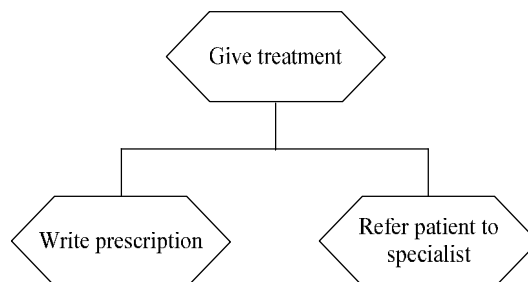 Give treatment
Write prescription
Refer patient to
specialist